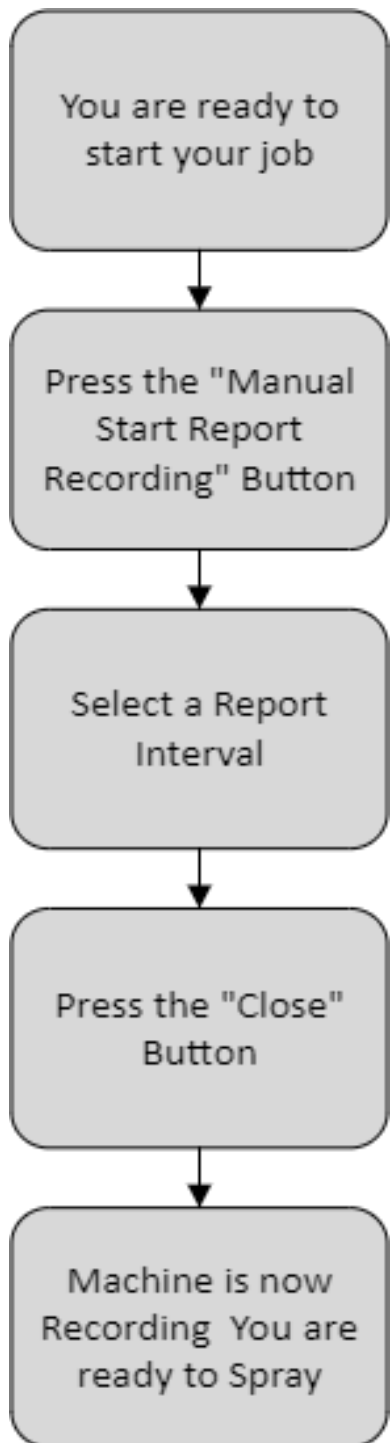 You are ready to
start your job
Press the "Manual
Start Report
Recording" Button
Select a Report
Interval
Press the "Close"
Button
Machine is now
Recording  You are
ready to Spray